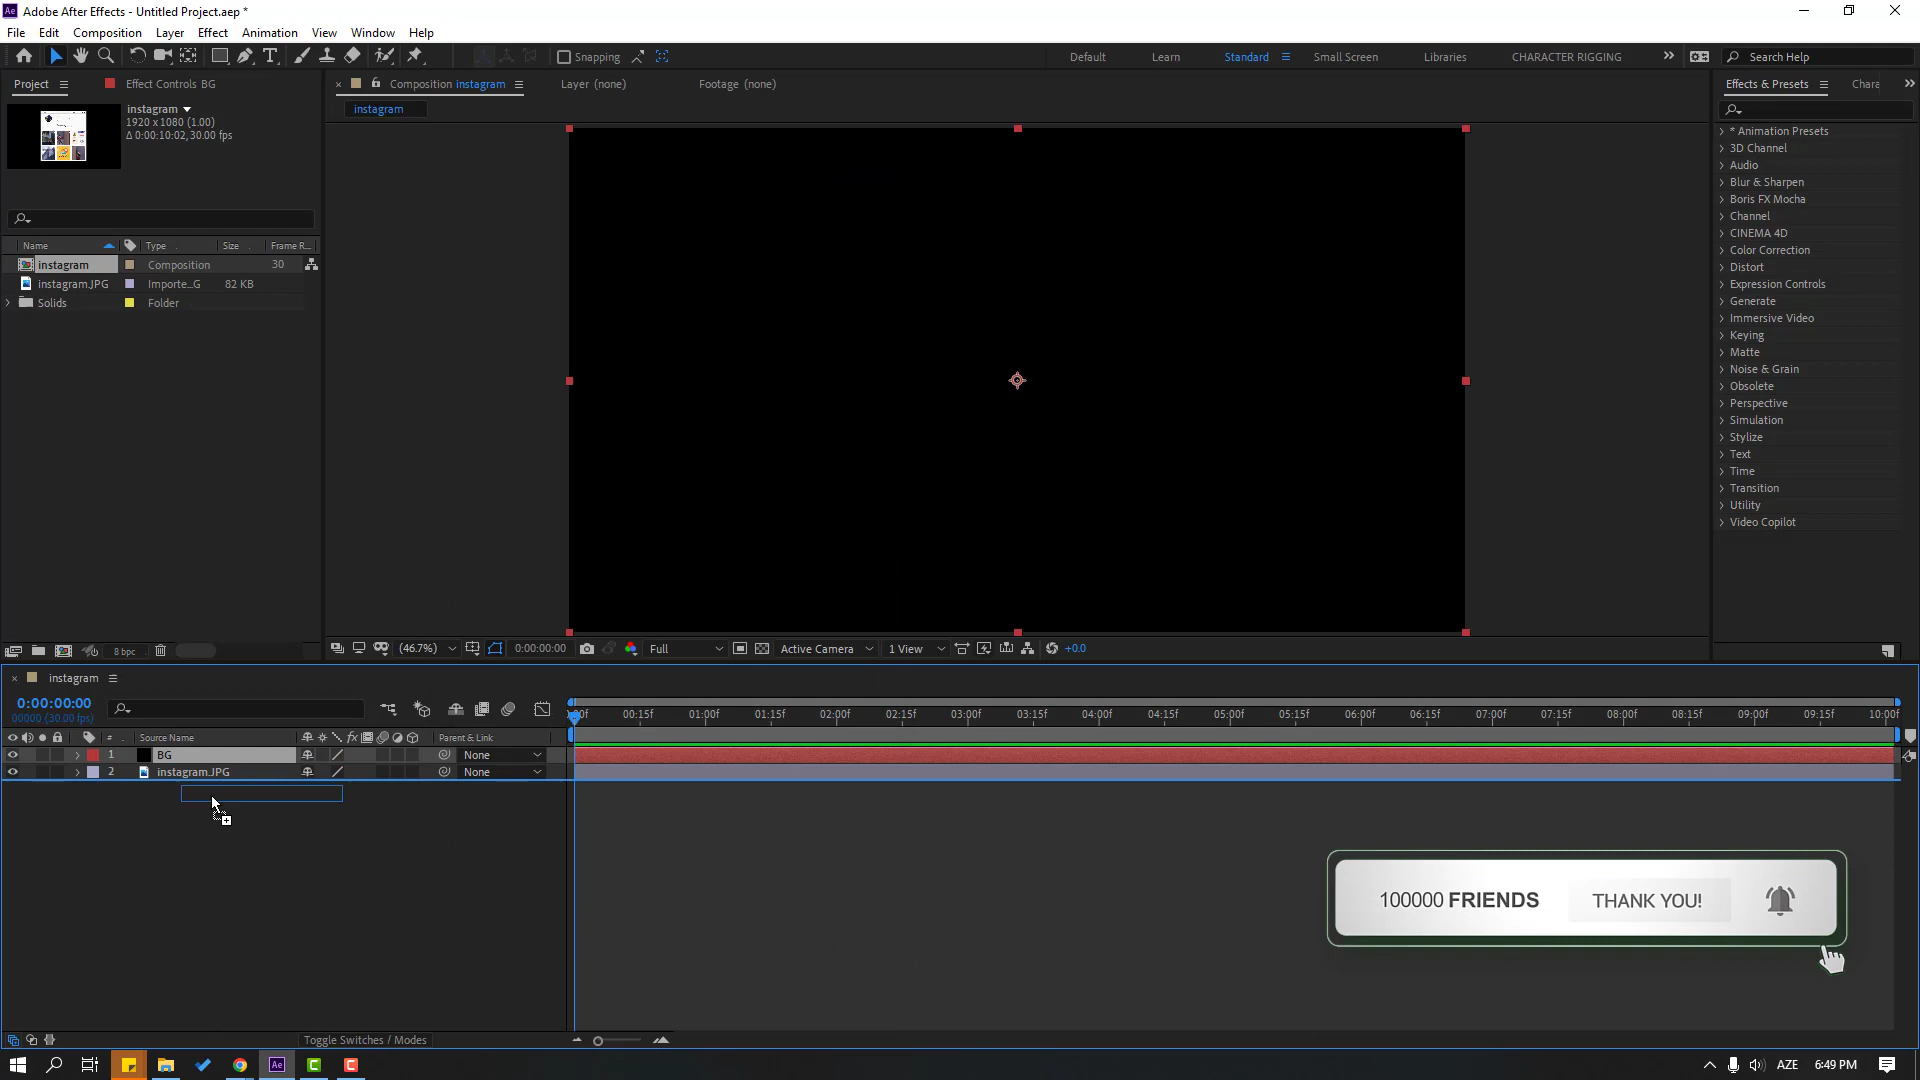 Ae Adobe After Effects - Untitled Project.aep *
File Edit Composition Layer Effect Animation View Window Help
Snapping Default Learn Standard Small Screen Libraries CHARACTER RIGGING Search Help
Project Effect Controls BG Composition instagram Layer (none) Footage (none) Effects & Presets Chara
instagram
1920 x 1080 (1.00)
Δ 0:00:10:02, 30.00 fps
instagram
Name Type Size Frame R...
instagram Composition 30
instagram.JPG Importe...G 82 KB
Solids Folder
* Animation Presets
3D Channel
Audio
Blur & Sharpen
Boris FX Mocha
Channel
CINEMA 4D
Color Correction
Distort
Expression Controls
Generate
Immersive Video
Keying
Matte
Noise & Grain
Obsolete
Perspective
Simulation
Stylize
Text
Time
Transition
Utility
Video Copilot
8 bpc (46.7%) 0:00:00:00 Full Active Camera 1 View +0.0
instagram
0:00:00:00
00000 (30.00 fps)
00f 00:15f 01:00f 01:15f 02:00f 02:15f 03:00f 03:15f 04:00f 04:15f 05:00f 05:15f 06:00f 06:15f 07:00f 07:15f 08:00f 08:15f 09:00f 09:15f 10:00f
# Source Name fx Parent & Link
1 BG None
2 instagram.JPG None
100000 FRIENDS THANK YOU!
Toggle Switches / Modes
Ae AZE 6:49 PM